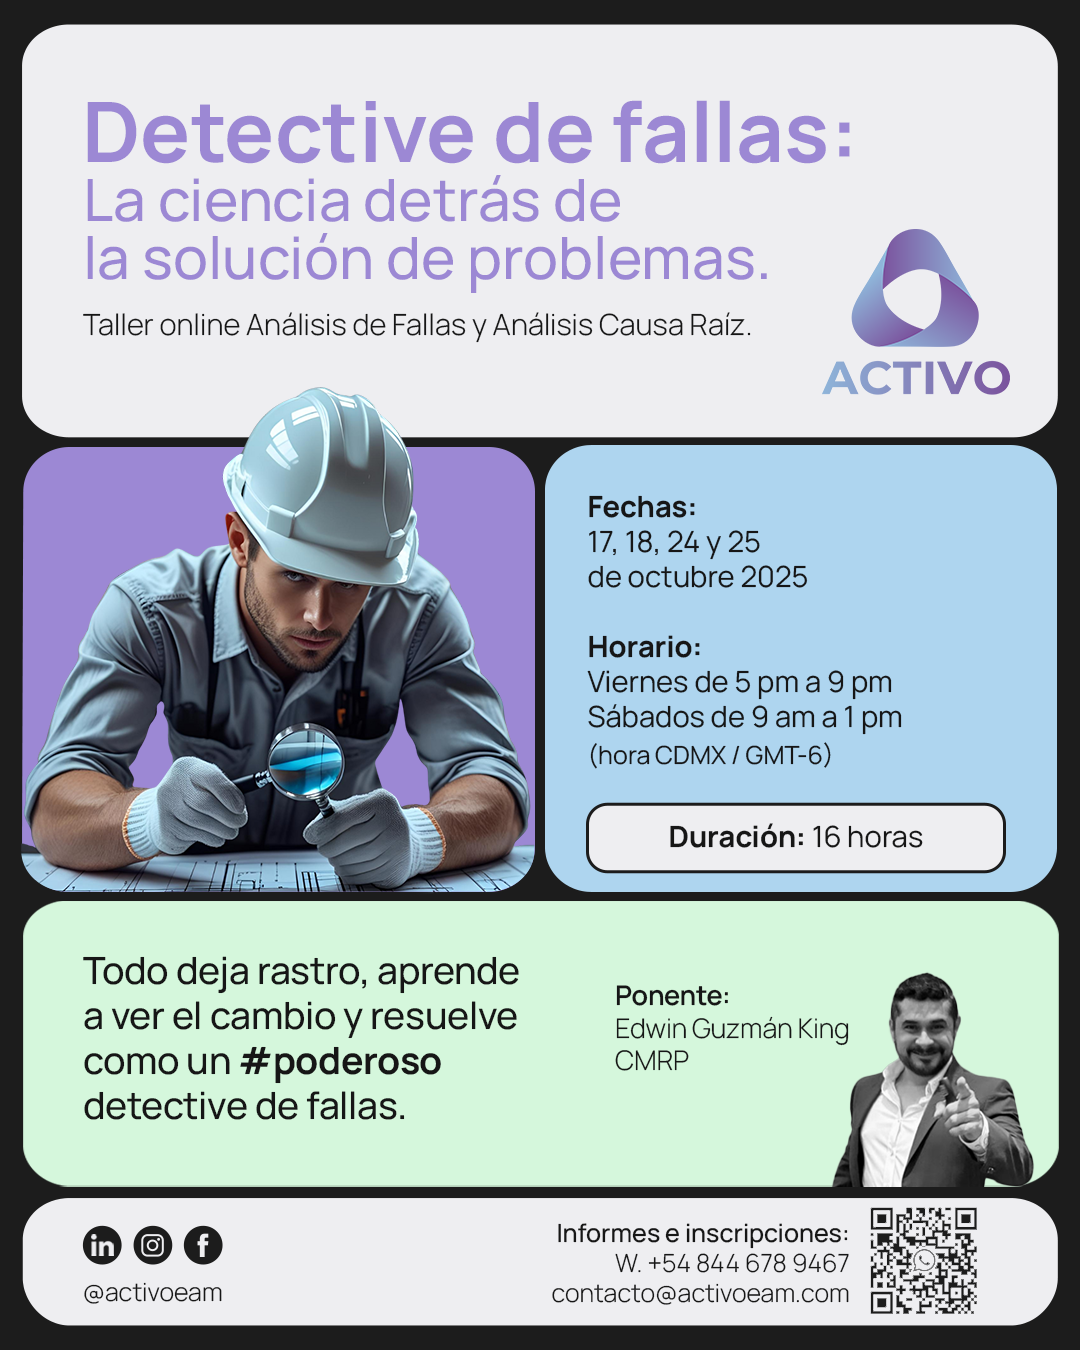 Detective de fallas:
La ciencia detrás de
la solución de problemas.
Taller online Análisis de Fallas y Análisis Causa Raíz.
ACTIVO
Fechas:
17, 18, 24 y 25
de octubre 2025
Horario:
Viernes de 5 pm a 9 pm
Sábados de 9 am a 1 pm
(hora CDMX / GMT-6)
Duración: 16 horas
Todo deja rastro, aprende
a ver el cambio y resuelve
como un #poderoso
detective de fallas.
Ponente:
Edwin Guzmán King
CMRP
@activoeam
Informes e inscripciones:
W. +54 844 678 9467
contacto@activoeam.com